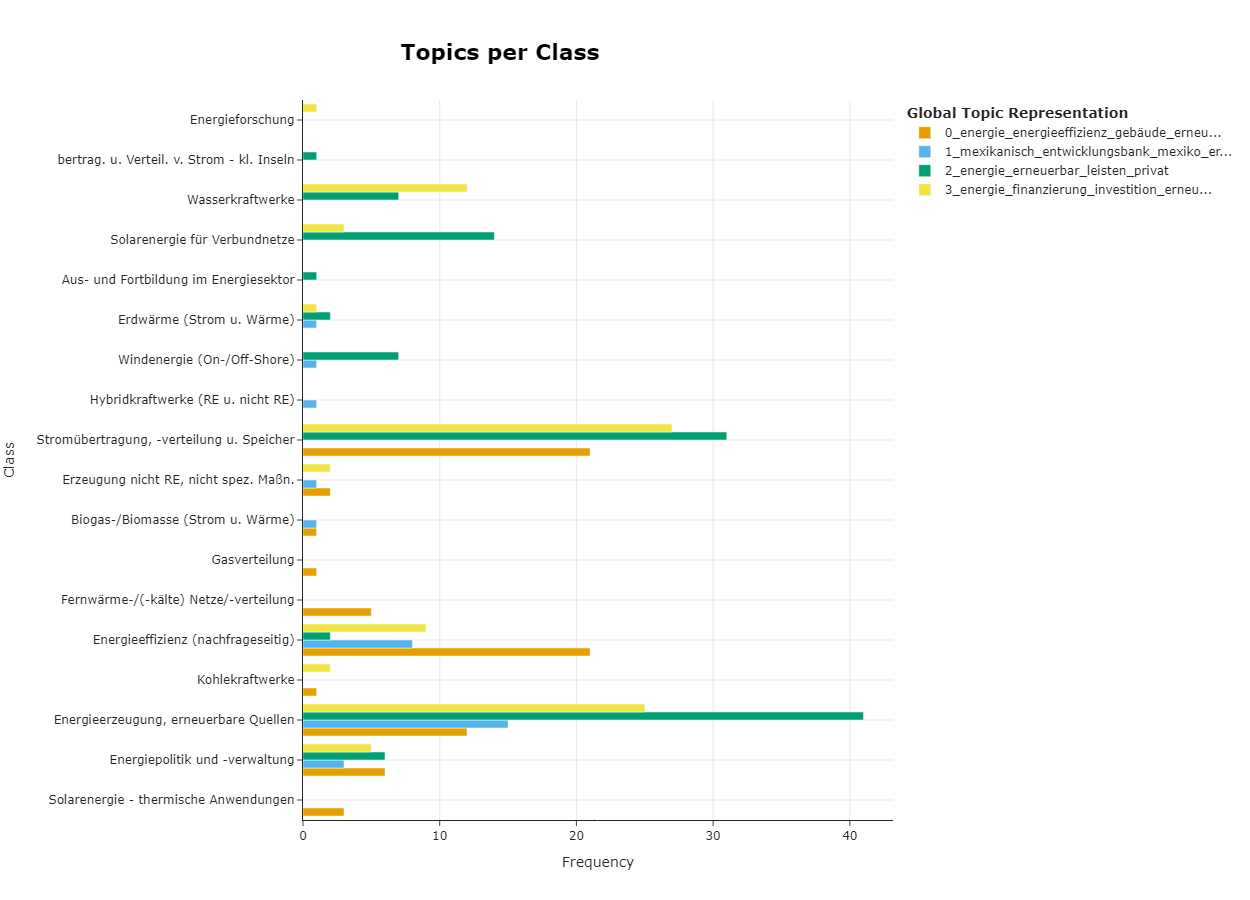 Topics per Class
Global Topic Representation
0_energie_energieeffizienz_gebäude_erneu...
1_mexikanisch_entwicklungsbank_mexiko_er...
2_energie_erneuerbar_leisten_privat
3_energie_finanzierung_investition_erneu...
Class
Energieforschung
bertrag. u. Verteil. v. Strom - kl. Inseln
Wasserkraftwerke
Solarenergie für Verbundnetze
Aus- und Fortbildung im Energiesektor
Erdwärme (Strom u. Wärme)
Windenergie (On-/Off-Shore)
Hybridkraftwerke (RE u. nicht RE)
Stromübertragung, -verteilung u. Speicher
Erzeugung nicht RE, nicht spez. Maßn.
Biogas-/Biomasse (Strom u. Wärme)
Gasverteilung
Fernwärme-/(-kälte) Netze/-verteilung
Energieeffizienz (nachfrageseitig)
Kohlekraftwerke
Energieerzeugung, erneuerbare Quellen
Energiepolitik und -verwaltung
Solarenergie - thermische Anwendungen
0 10 20 30 40
Frequency